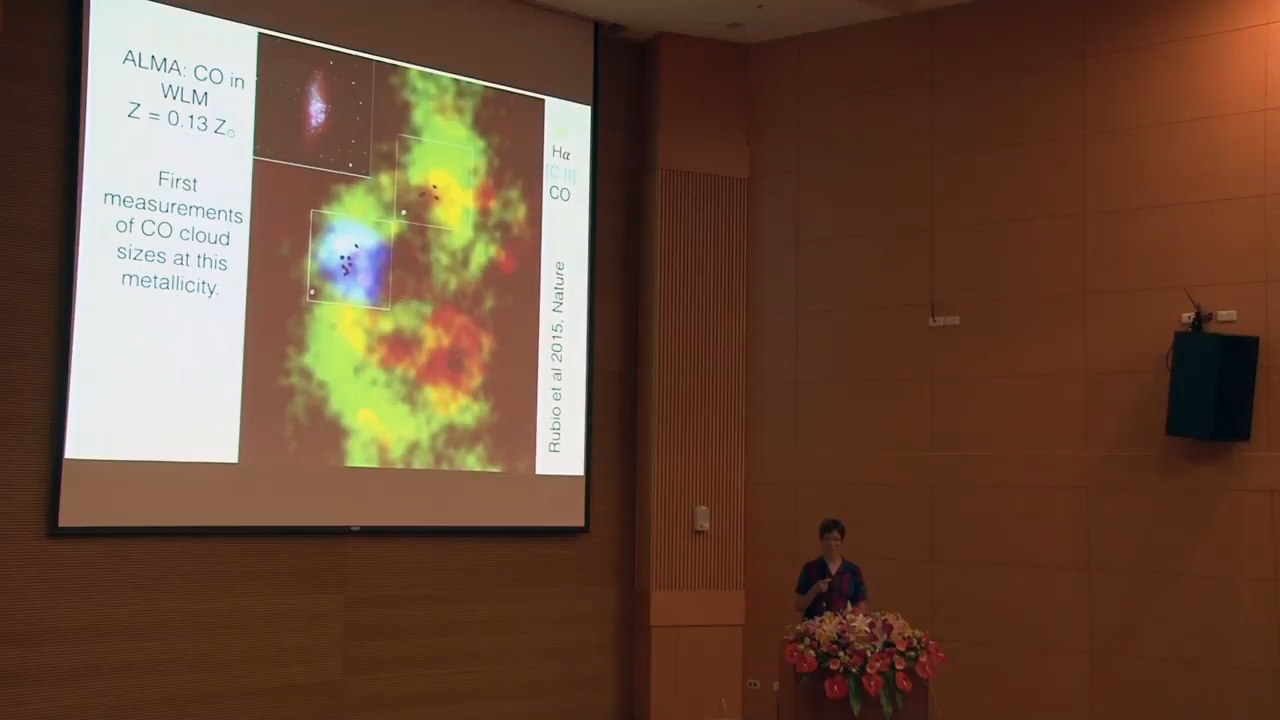 ALMA: CO in
WLM
Z = 0.13 Z☉
First
measurements
of CO cloud
sizes at this
metallicity.
Hα
[C II]
CO
Rubio et al 2015, Nature